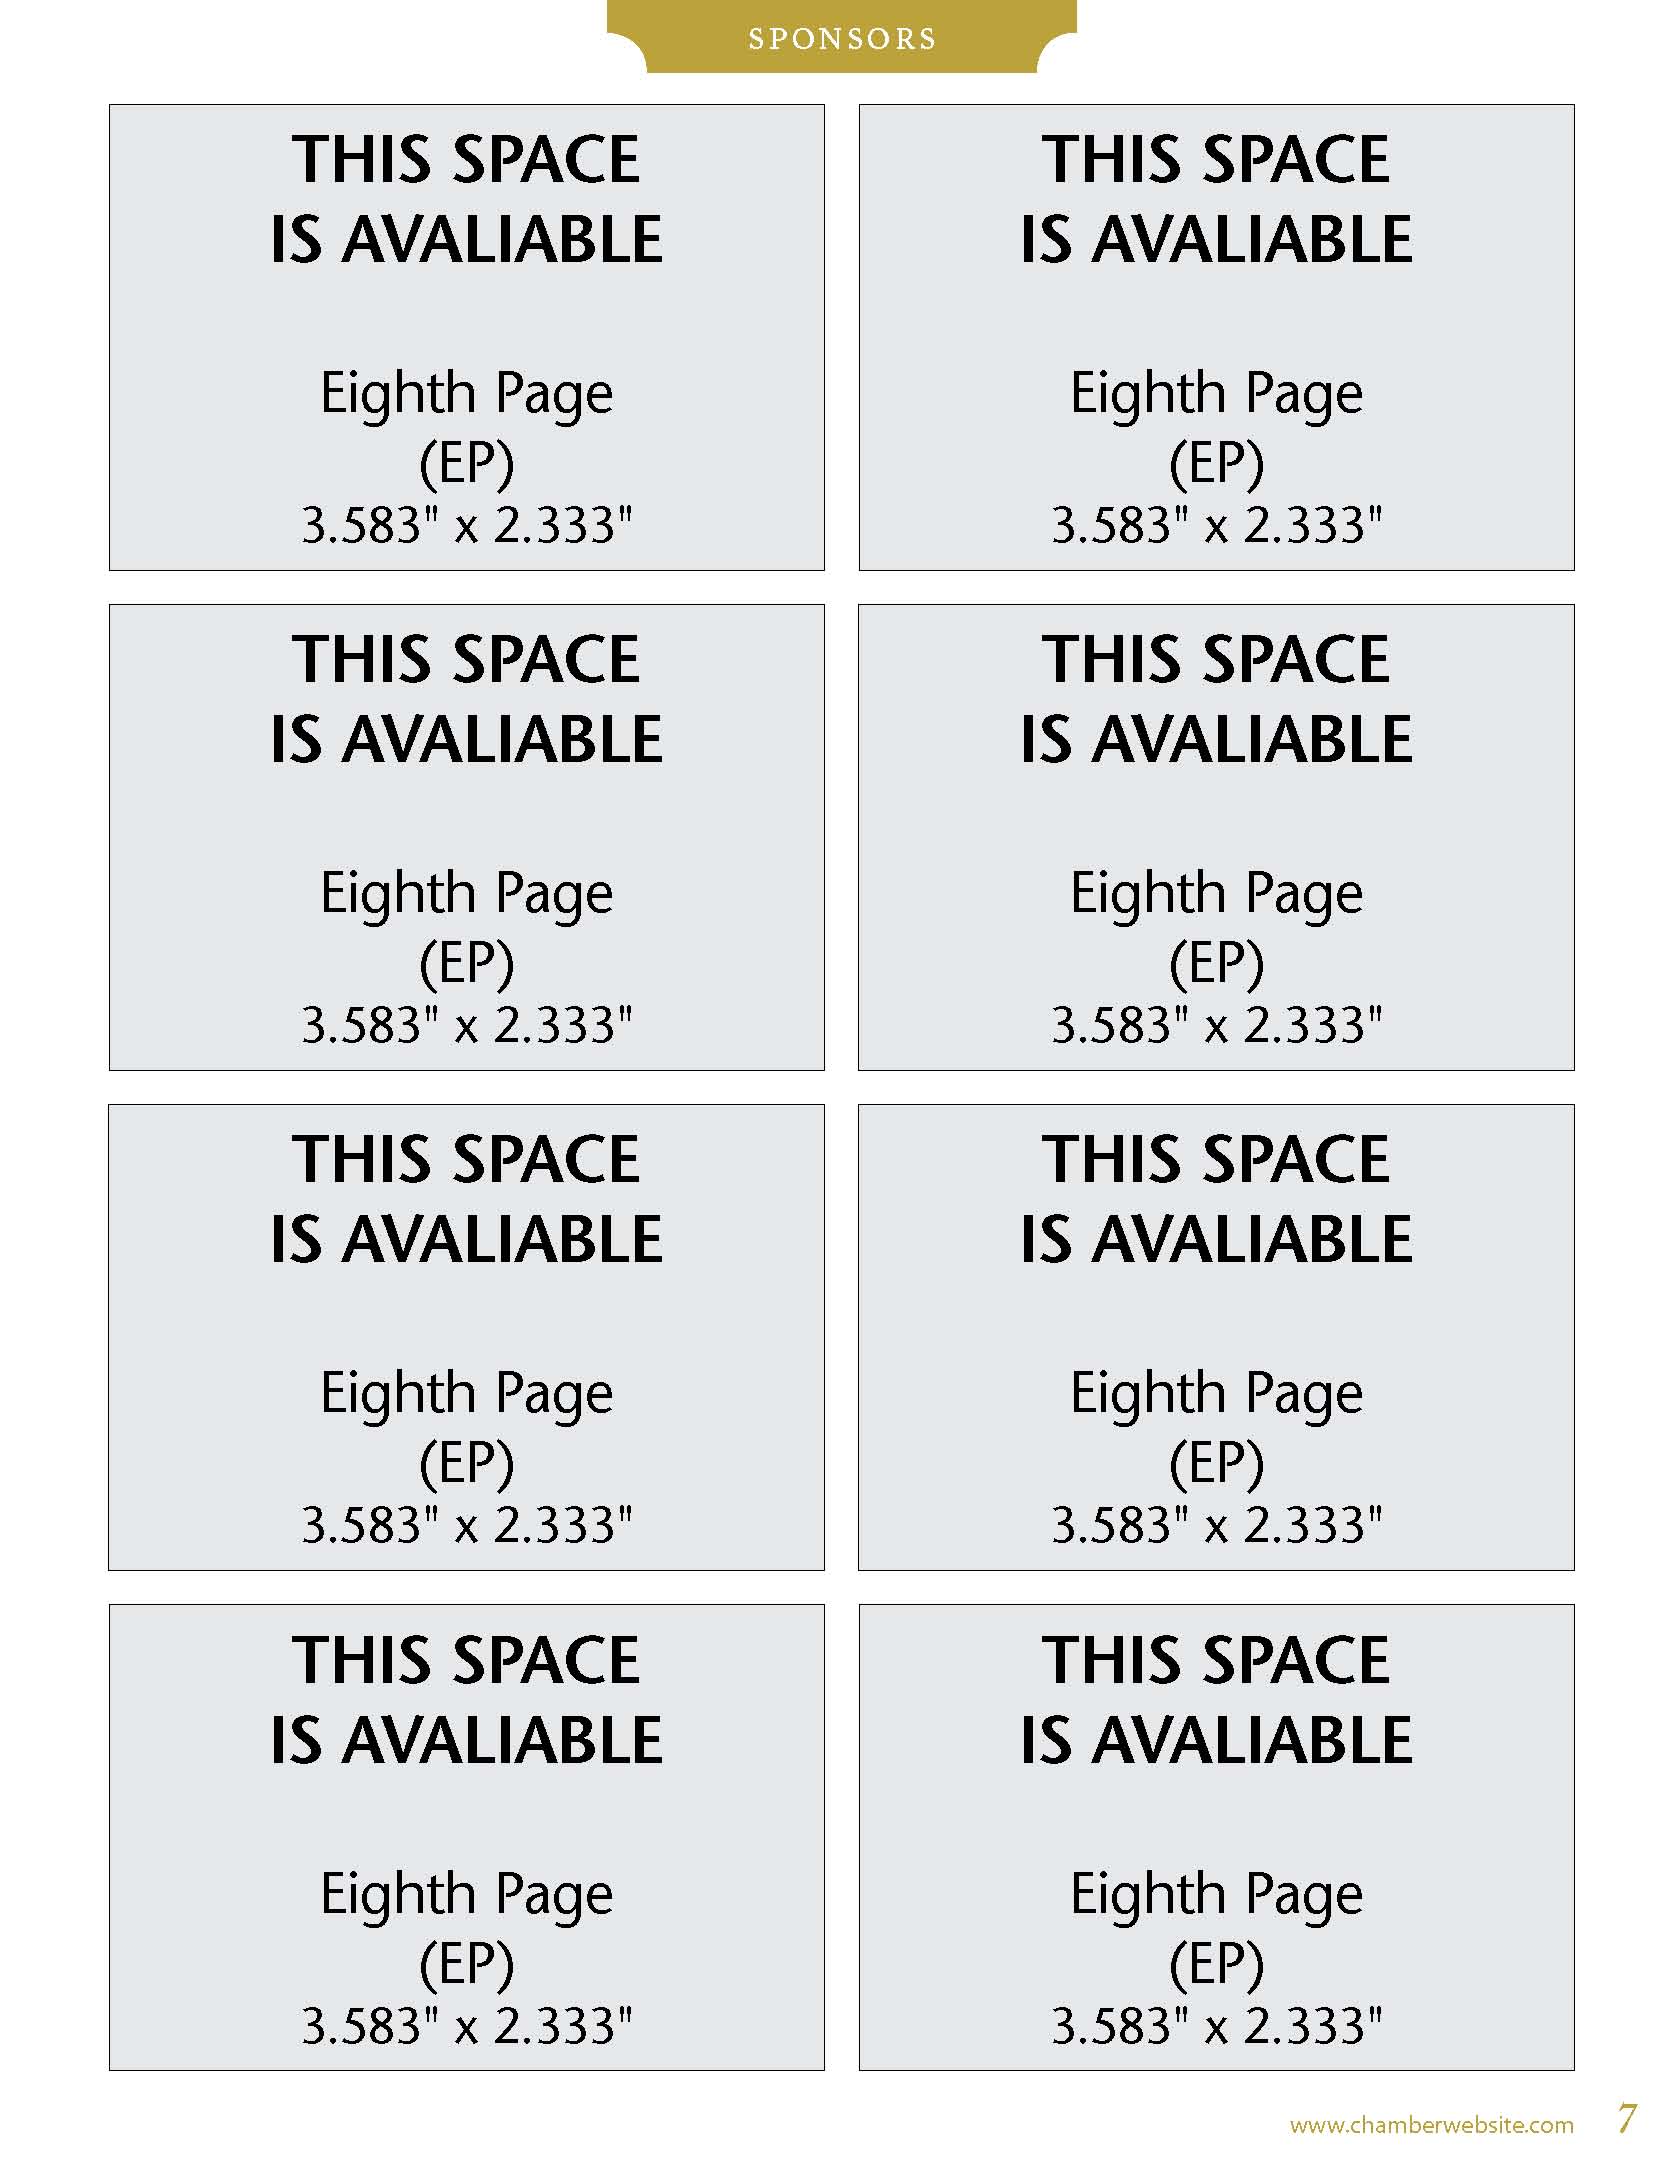 SPONSORS
THIS SPACE
IS AVALIABLE
Eighth Page
(EP)
3.583" x 2.333"
THIS SPACE
IS AVALIABLE
Eighth Page
(EP)
3.583" x 2.333"
THIS SPACE
IS AVALIABLE
Eighth Page
(EP)
3.583" x 2.333"
THIS SPACE
IS AVALIABLE
Eighth Page
(EP)
3.583" x 2.333"
THIS SPACE
IS AVALIABLE
Eighth Page
(EP)
3.583" x 2.333"
THIS SPACE
IS AVALIABLE
Eighth Page
(EP)
3.583" x 2.333"
THIS SPACE
IS AVALIABLE
Eighth Page
(EP)
3.583" x 2.333"
THIS SPACE
IS AVALIABLE
Eighth Page
(EP)
3.583" x 2.333"
www.chamberwebsite.com 7